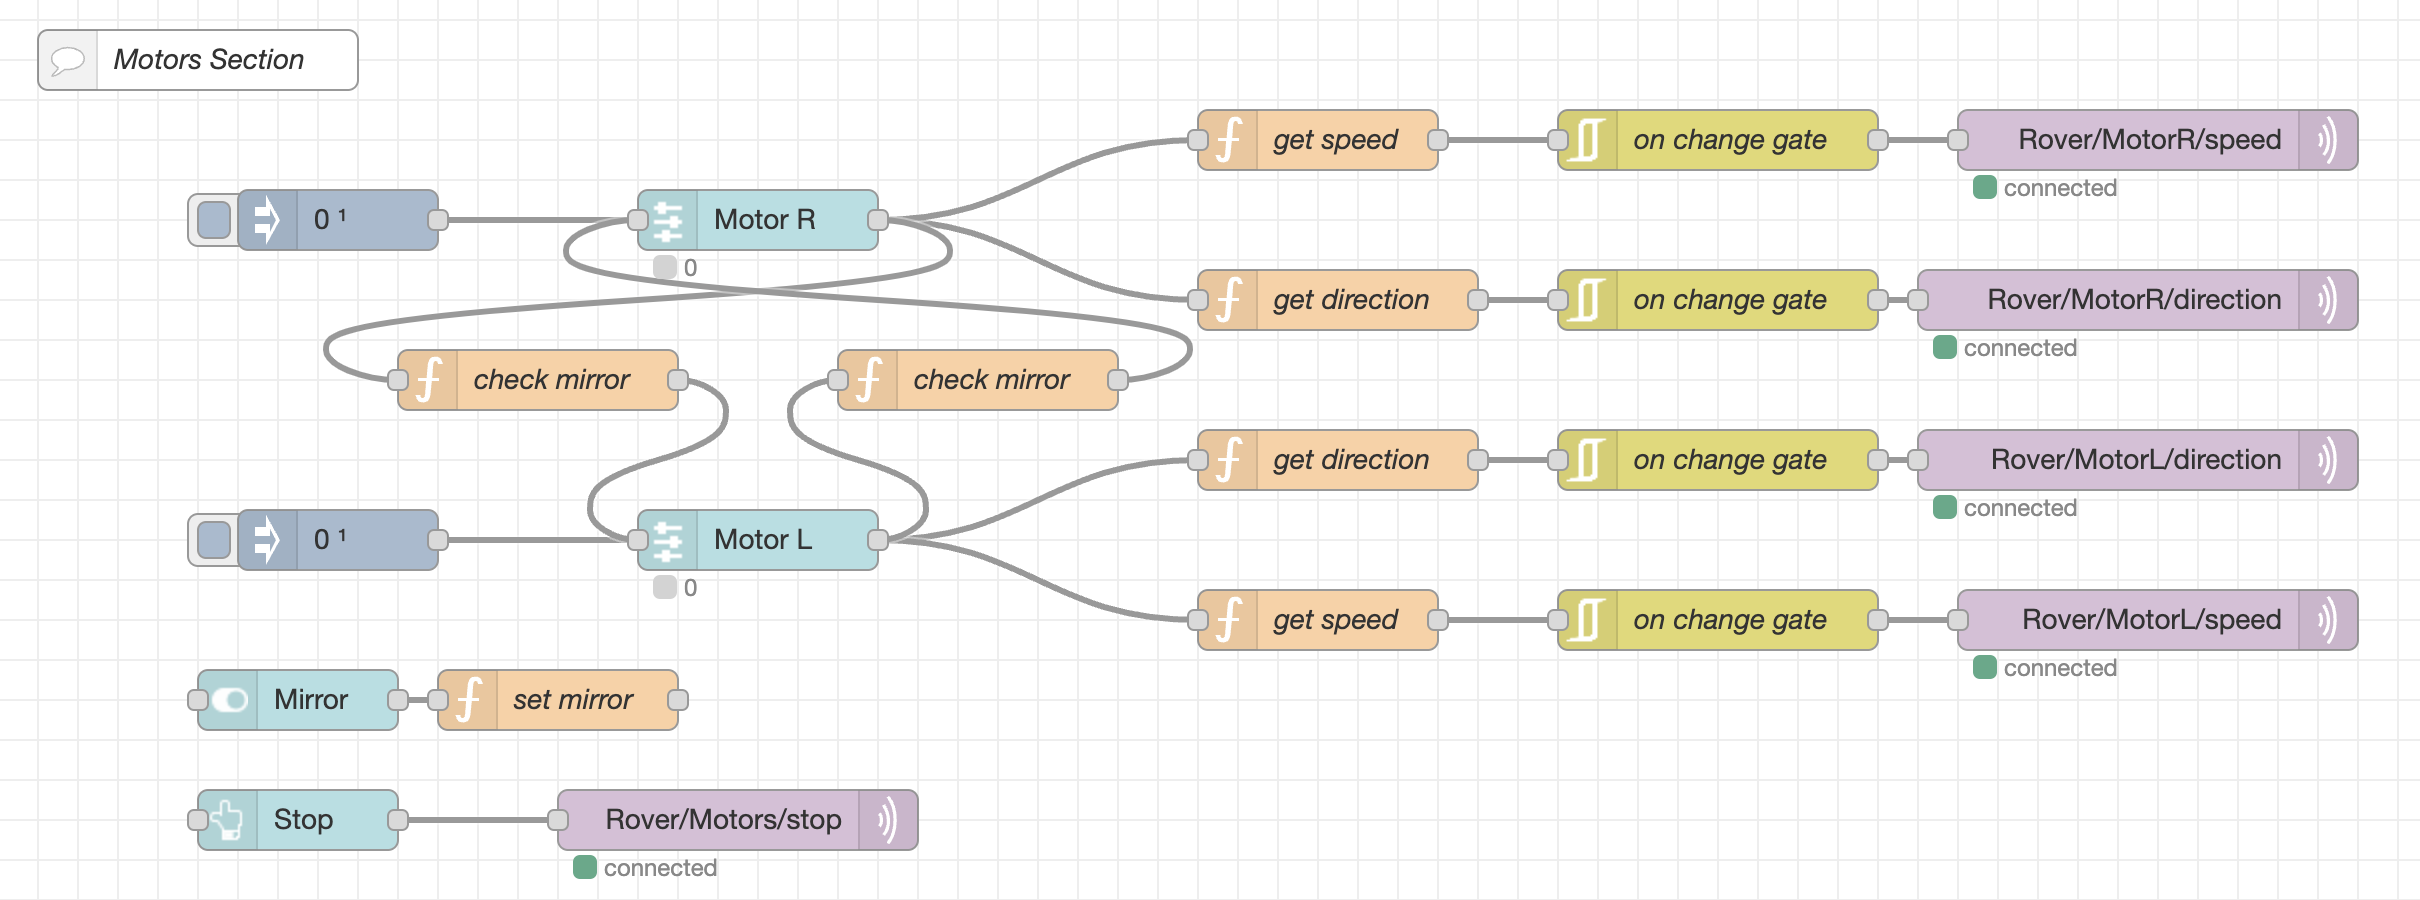 Motors Section
get speed
on change gate
Rover/MotorR/speed
connected
0 ¹
Motor R
0
get direction
on change gate
Rover/MotorR/direction
connected
check mirror
check mirror
get direction
on change gate
Rover/MotorL/direction
connected
0 ¹
Motor L
0
get speed
on change gate
Rover/MotorL/speed
connected
Mirror
set mirror
Stop
Rover/Motors/stop
connected